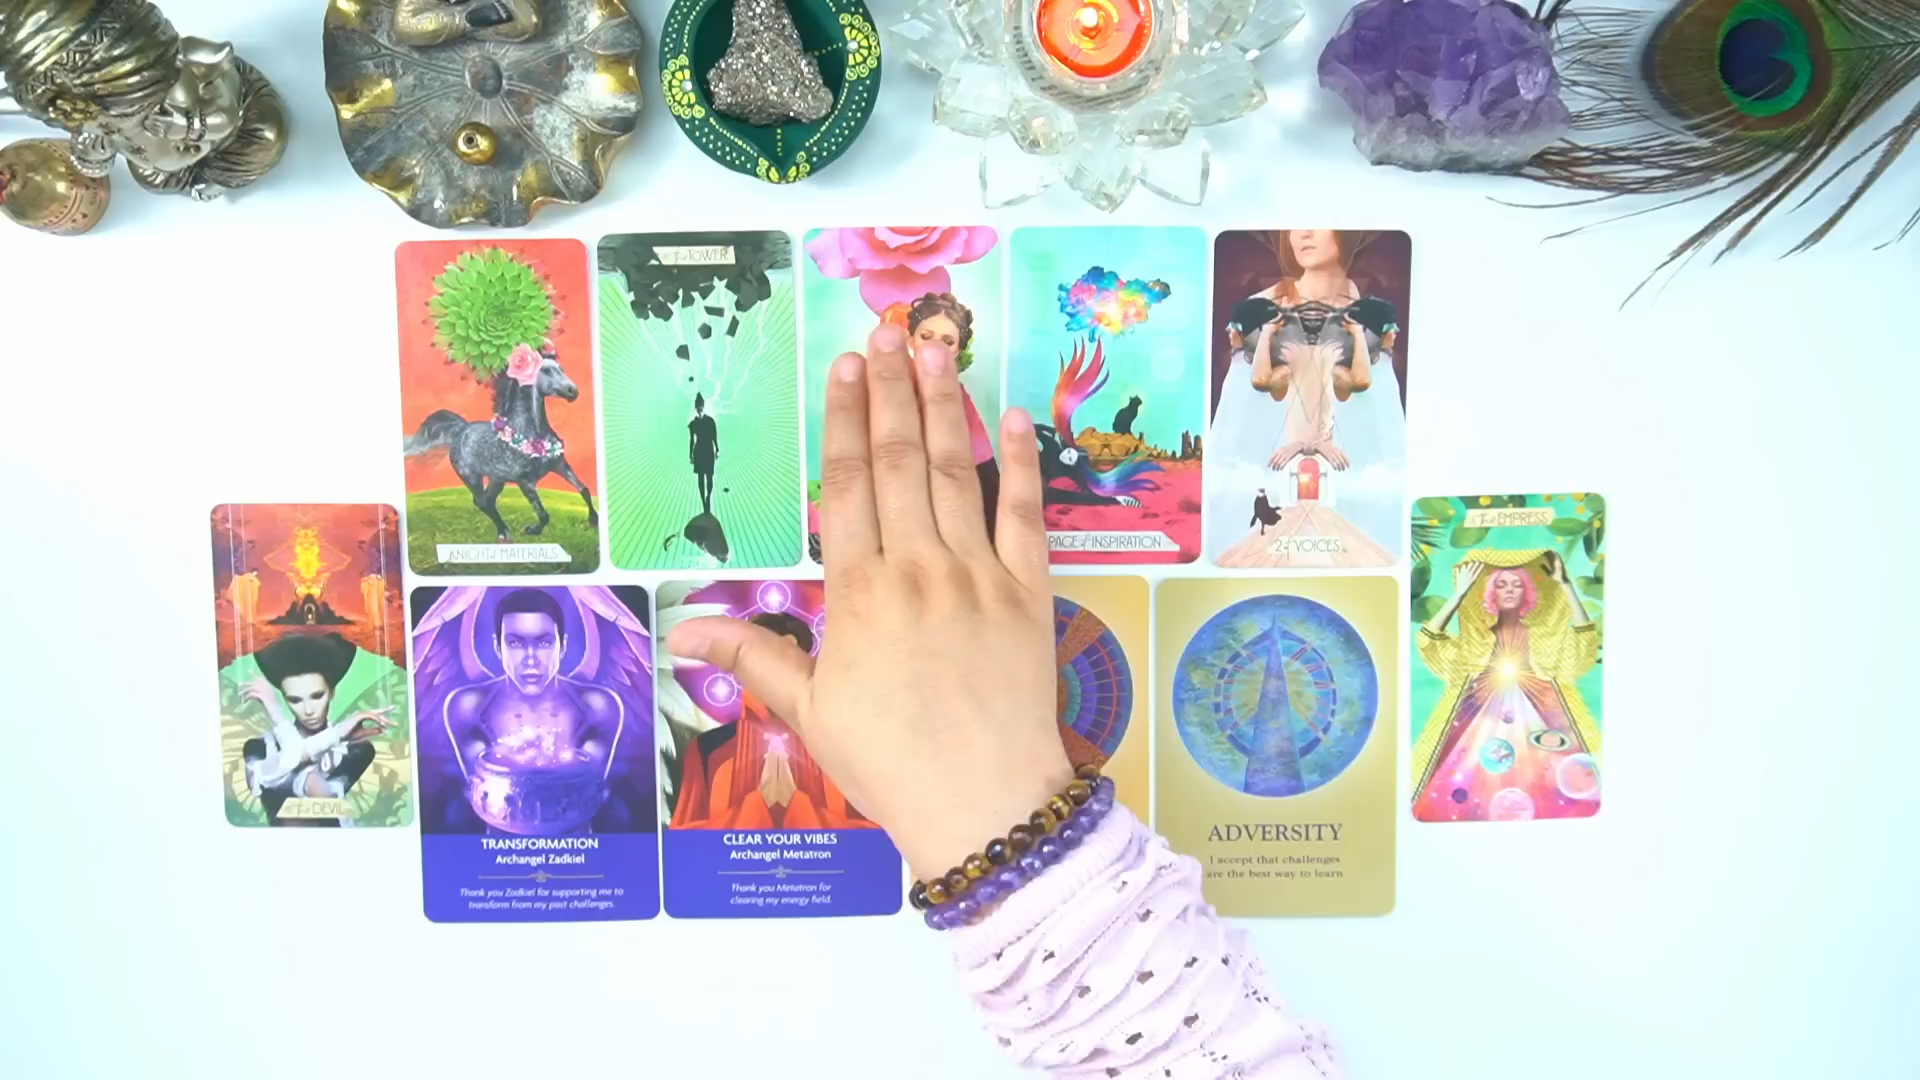 THE TOWER
KNIGHT of MATERIALS
PAGE of INSPIRATION
2 of VOICES
THE EMPRESS
THE DEVIL
TRANSFORMATION
Archangel Zadkiel
Thank you Zadkiel for supporting me to
transform from my past challenges.
CLEAR YOUR VIBES
Archangel Metatron
Thank you Metatron for
clearing my energy field.
ADVERSITY
I accept that challenges
are the best way to learn